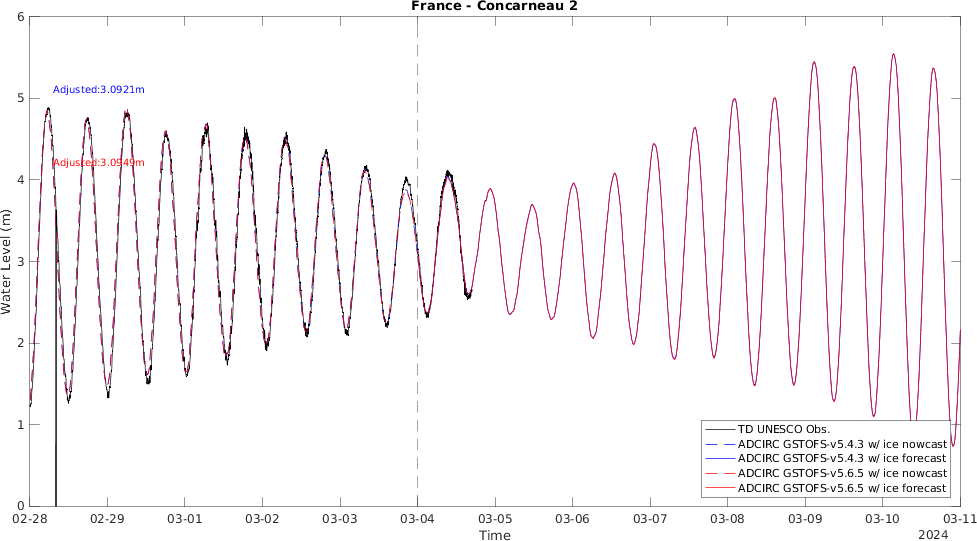 France - Concarneau 2
6
5
4
3
2
1
0
Water Level (m)
Adjusted:3.0921m
Adjusted:3.0949m
TD UNESCO Obs.
ADCIRC GSTOFS-v5.4.3 w/ ice nowcast
ADCIRC GSTOFS-v5.4.3 w/ ice forecast
ADCIRC GSTOFS-v5.6.5 w/ ice nowcast
ADCIRC GSTOFS-v5.6.5 w/ ice forecast
02-28 02-29 03-01 03-02 03-03 03-04 03-05 03-06 03-07 03-08 03-09 03-10 03-11
Time
2024